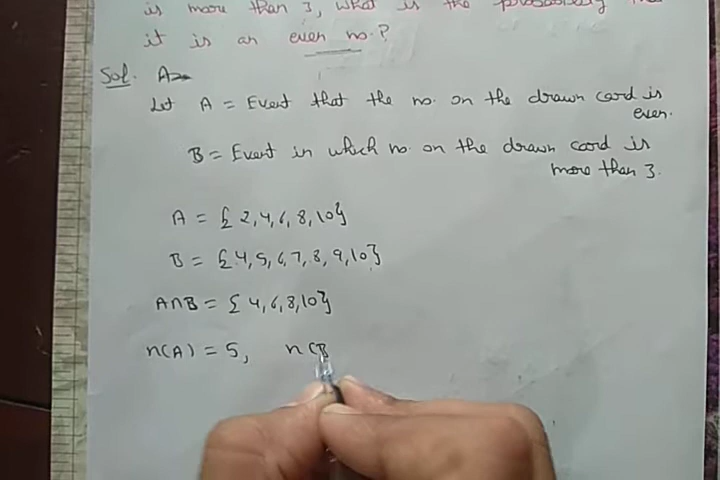 is more than 3, what is the probability
it is an even no.?
Sol. A
Let A = Event that the no. on the drawn card is
even.
B = Event in which no. on the drawn card is
more than 3.
A = { 2, 4, 6, 8, 10}
B = {4, 5, 6, 7, 8, 9, 10}
A∩B = { 4, 6, 8, 10}
n(A) = 5, n(B